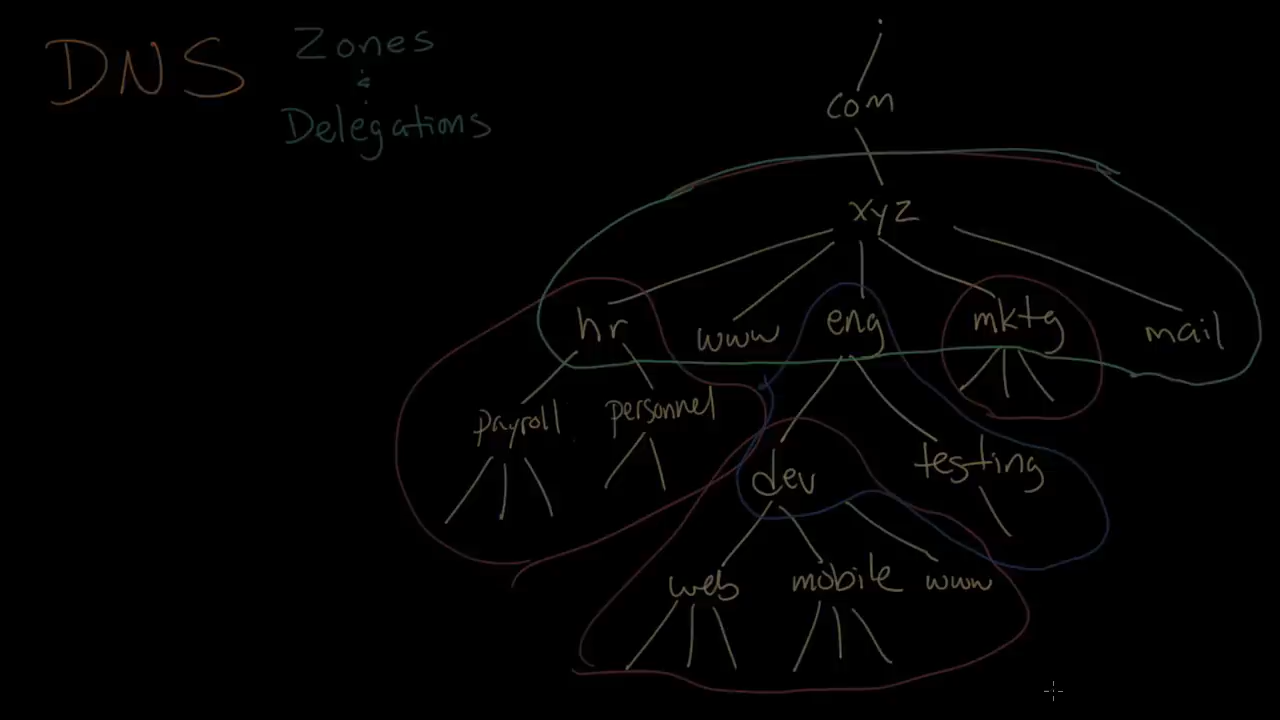 DNS
Zones
&
Delegations
.
com
xyz
hr www eng mktg mail
payroll personnel
dev testing
web mobile www